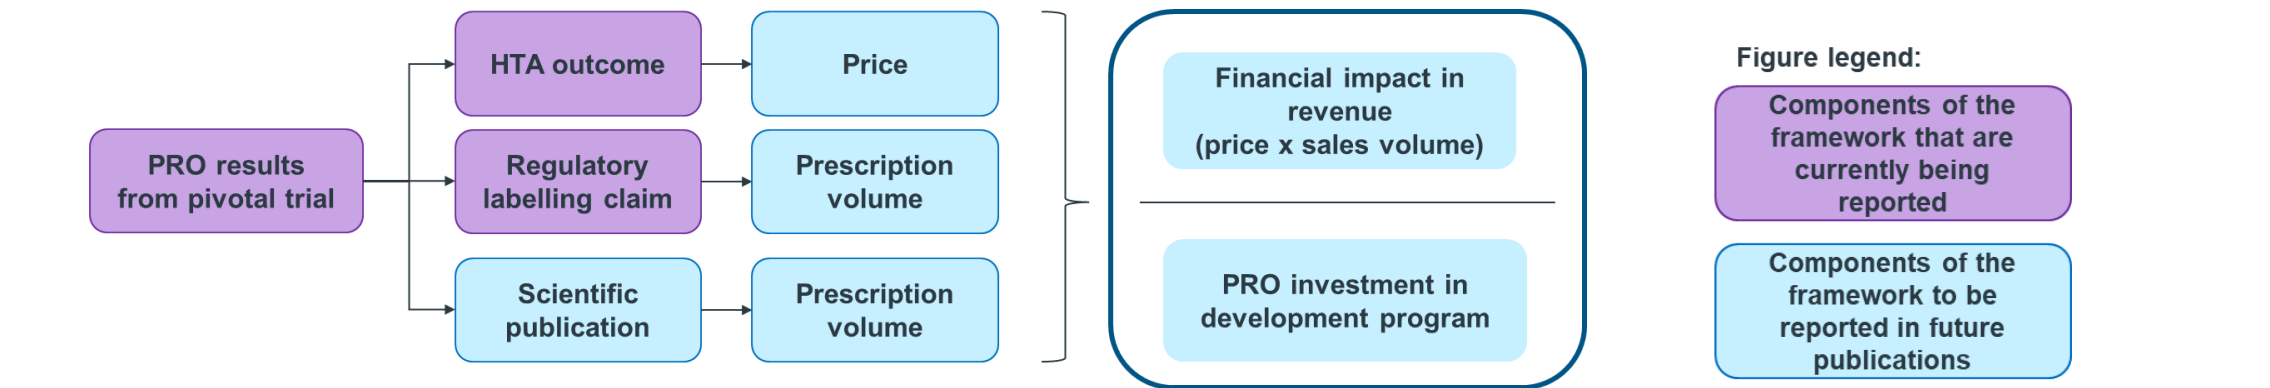 PRO results
from pivotal trial
HTA outcome
Price
Regulatory
labelling claim
Prescription
volume
Scientific
publication
Prescription
volume
Financial impact in
revenue
(price x sales volume)
PRO investment in
development program
Figure legend:
Components of the
framework that are
currently being
reported
Components of the
framework to be
reported in future
publications